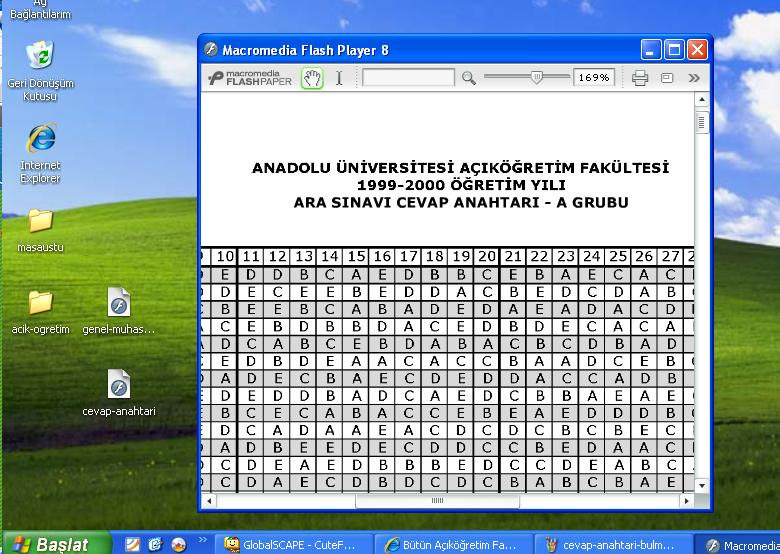 Ağ
Bağlantılarım
Geri Dönüşüm
Kutusu
Internet
Explorer
masaustu
acik-ogretim
genel-muhas...
cevap-anahtari
Macromedia Flash Player 8
macromedia
FLASHPAPER
169%
ANADOLU ÜNİVERSİTESİ AÇIKÖĞRETİM FAKÜLTESİ
1999-2000 ÖĞRETİM YILI
ARA SINAVI CEVAP ANAHTARI - A GRUBU
10 11 12 13 14 15 16 17 18 19 20 21 22 23 24 25 26 27
E D D B C A E D B B C E B A E C A C
D E C E E B E D D A C B E D C D A B
B E E B C A B A D E D A E A D A C D
C E B D B B D A C E D B D E C A C A
D C A B C E B D A B A C B C D B A D
E D B D E A A C A C C B A A D C E B
A D E C B A E C D E D D A C C A D B
E D E D D B A D C A E D C B B A E A
B C E C A B A C C E B E A E D D D B
D C A D A A E A C D D C D B C B E C
A D B E E D E C D D C C B E D A A C
C D E A E D B B B E D C C D E A B C
D C A E C D B D D C B A B C B A E
Başlat
GlobalSCAPE - CuteF...
Bütün Açıköğretim Fa...
cevap-anahtari-bulm...
Macromedia